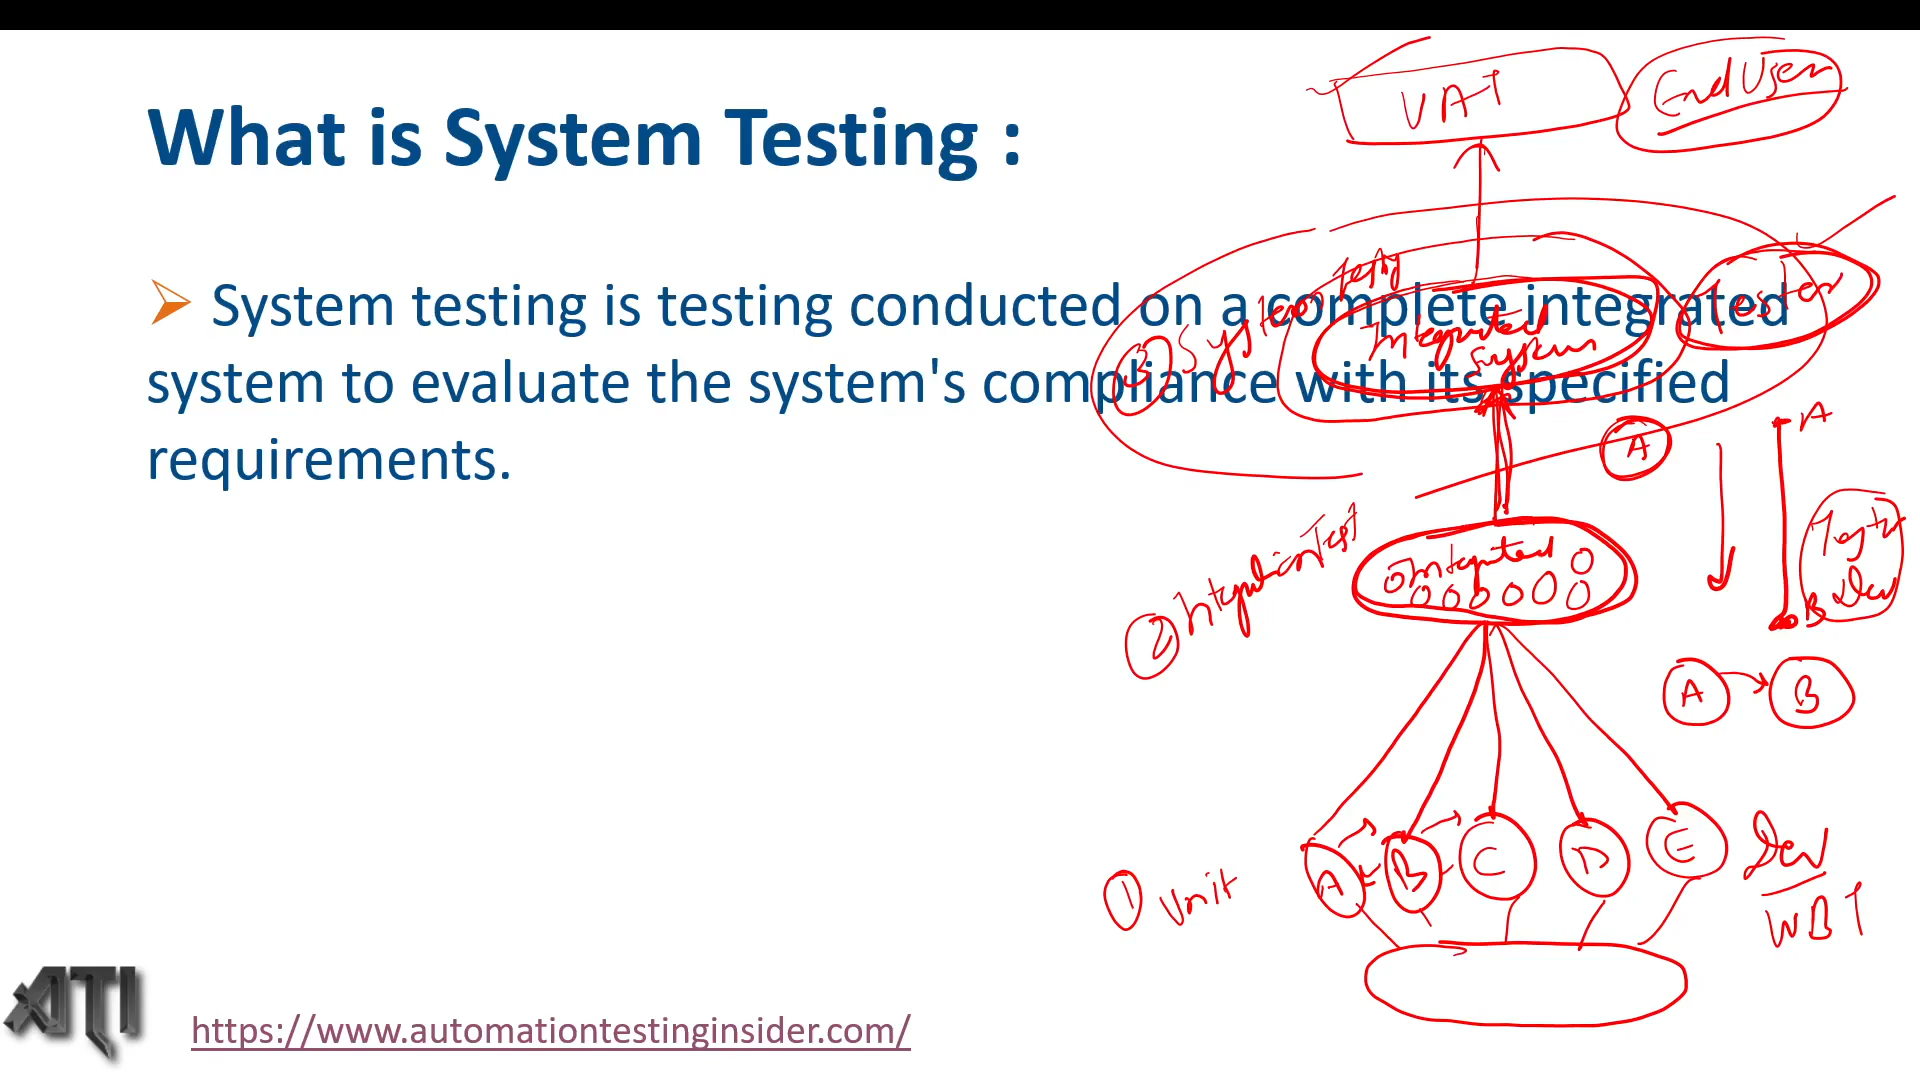 What is System Testing :
System testing is testing conducted on a complete integrated
system to evaluate the system's compliance with its specified
requirements.
UAT
End User
3 System testing
Integrated
System
Tester
A
A
Integrated
2 Integration Test
Dev
B
A
B
1 Unit
A
B
C
D
E
Dev
WBT
ATI
https://www.automationtestinginsider.com/